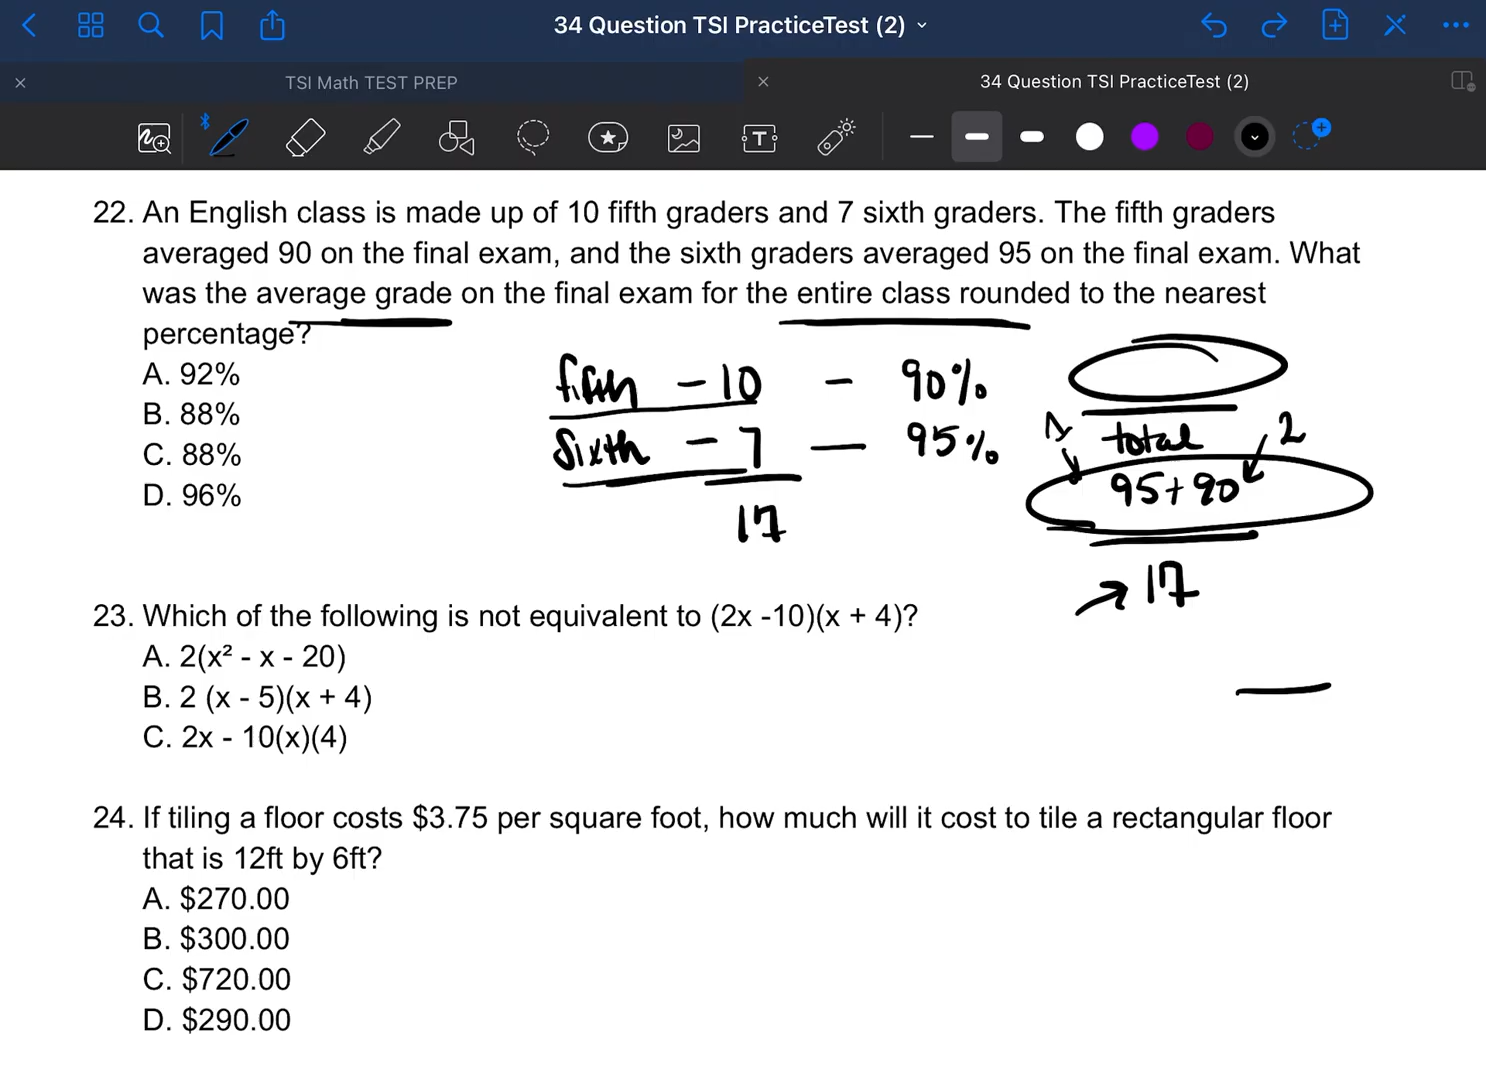 34 Question TSI PracticeTest (2)
TSI Math TEST PREP
34 Question TSI PracticeTest (2)
T
22. An English class is made up of 10 fifth graders and 7 sixth graders. The fifth graders
averaged 90 on the final exam, and the sixth graders averaged 95 on the final exam. What
was the average grade on the final exam for the entire class rounded to the nearest
percentage?
A. 92%
B. 88%
C. 88%
D. 96%
fifth - 10 - 90%
Sixth - 7 - 95%
17
total
2
95+90
17
23. Which of the following is not equivalent to (2x -10)(x + 4)?
A. 2(x² - x - 20)
B. 2 (x - 5)(x + 4)
C. 2x - 10(x)(4)
24. If tiling a floor costs $3.75 per square foot, how much will it cost to tile a rectangular floor
that is 12ft by 6ft?
A. $270.00
B. $300.00
C. $720.00
D. $290.00